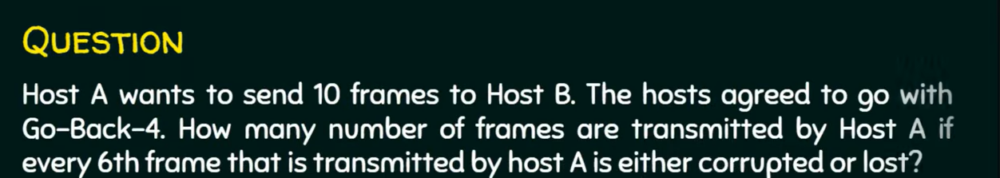 QUESTION
Host A wants to send 10 frames to Host B. The hosts agreed to go with
Go-Back-4. How many number of frames are transmitted by Host A if
every 6th frame that is transmitted by host A is either corrupted or lost?